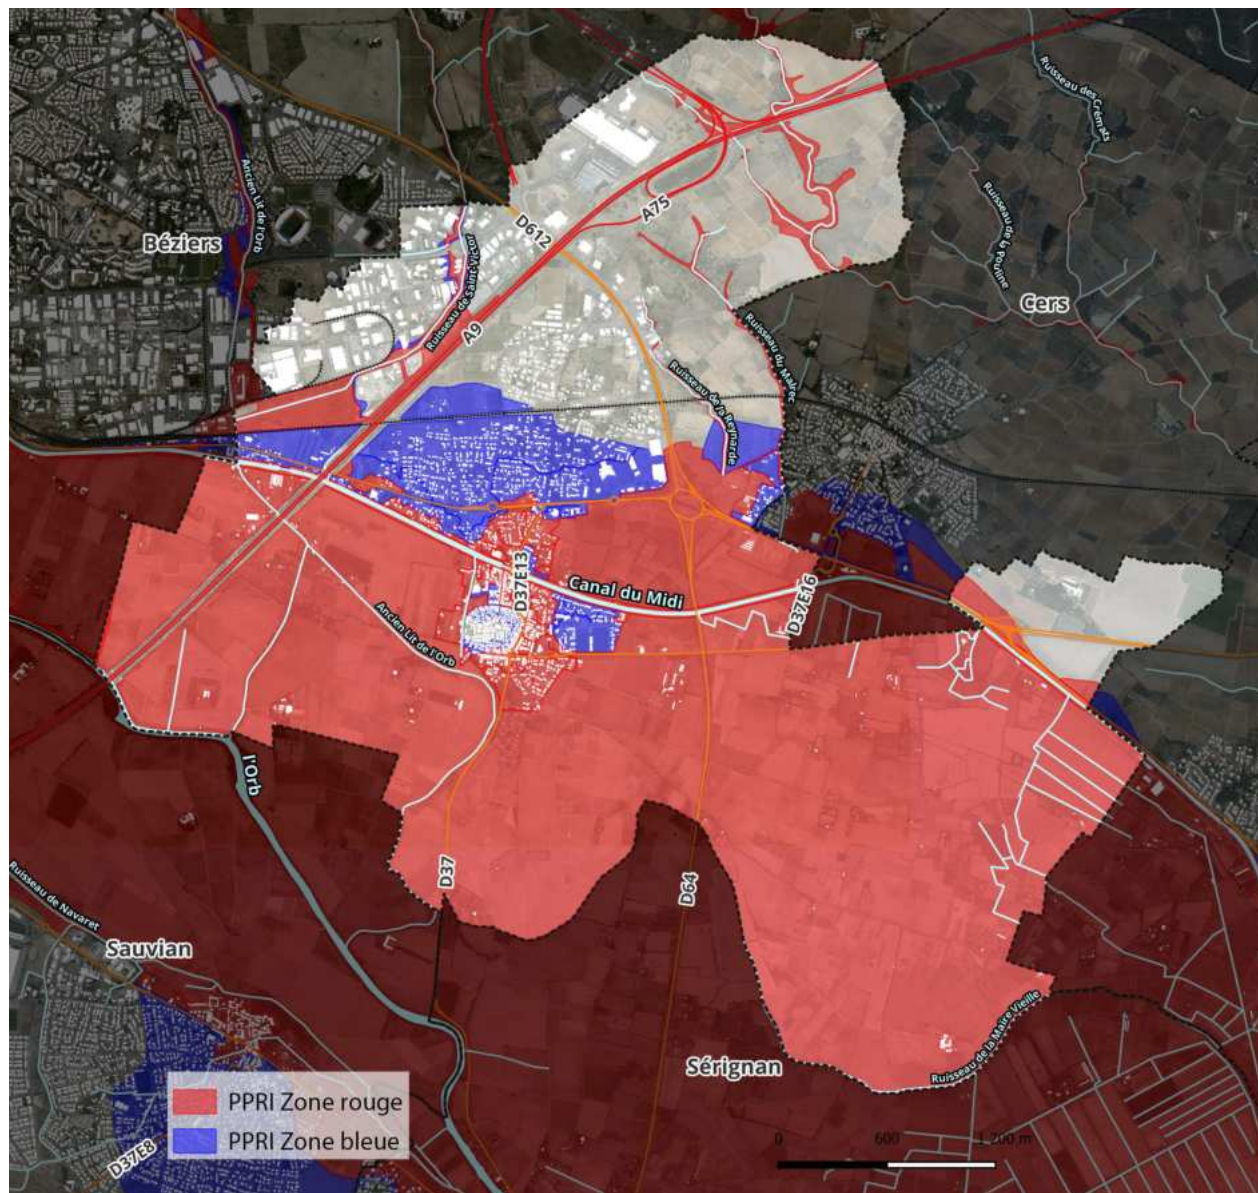 Ruisseau des Crémats
Ancien Lit de l'Orb
Ruisseau de la Pouline
A75
D612
Béziers
Ruisseau de Saint-Victor
Cers
A9
Ruisseau du Malrec
Ruisseau de la Reynarde
D37E13
Canal du Midi
D37E16
Ancien Lit de l'Orb
l'Orb
D37
D64
Ruisseau de Navaret
Sauvian
Ruisseau de la Maire Vieille
Sérignan
PPRI Zone rouge
PPRI Zone bleue
0 600 1 200 m
D37E8